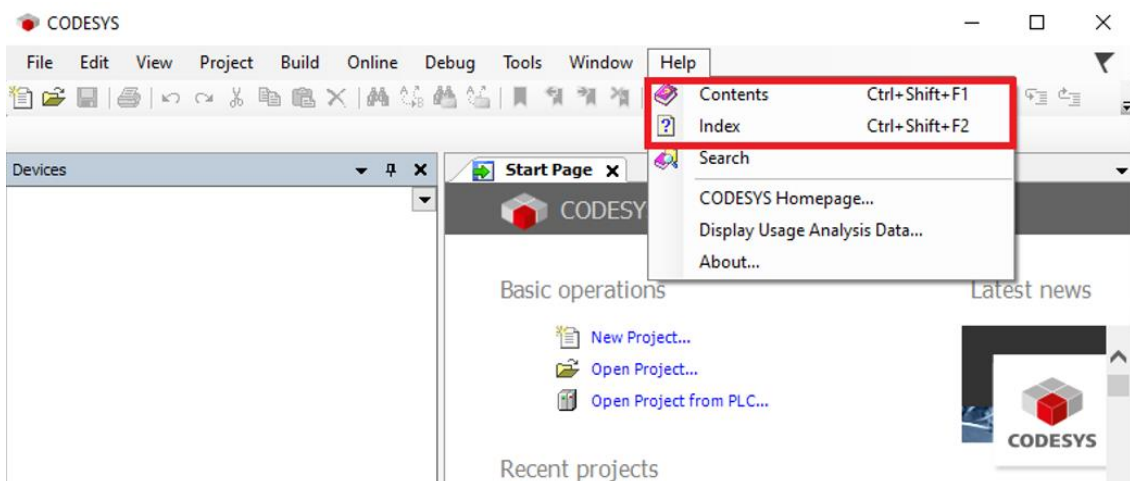 CODESYS
File Edit View Project Build Online Debug Tools Window Help
Contents Ctrl+Shift+F1
Index Ctrl+Shift+F2
Search
CODESYS Homepage...
Display Usage Analysis Data...
About...
Devices
Start Page
CODESY
Basic operations
New Project...
Open Project...
Open Project from PLC...
Recent projects
Latest news
CODESYS